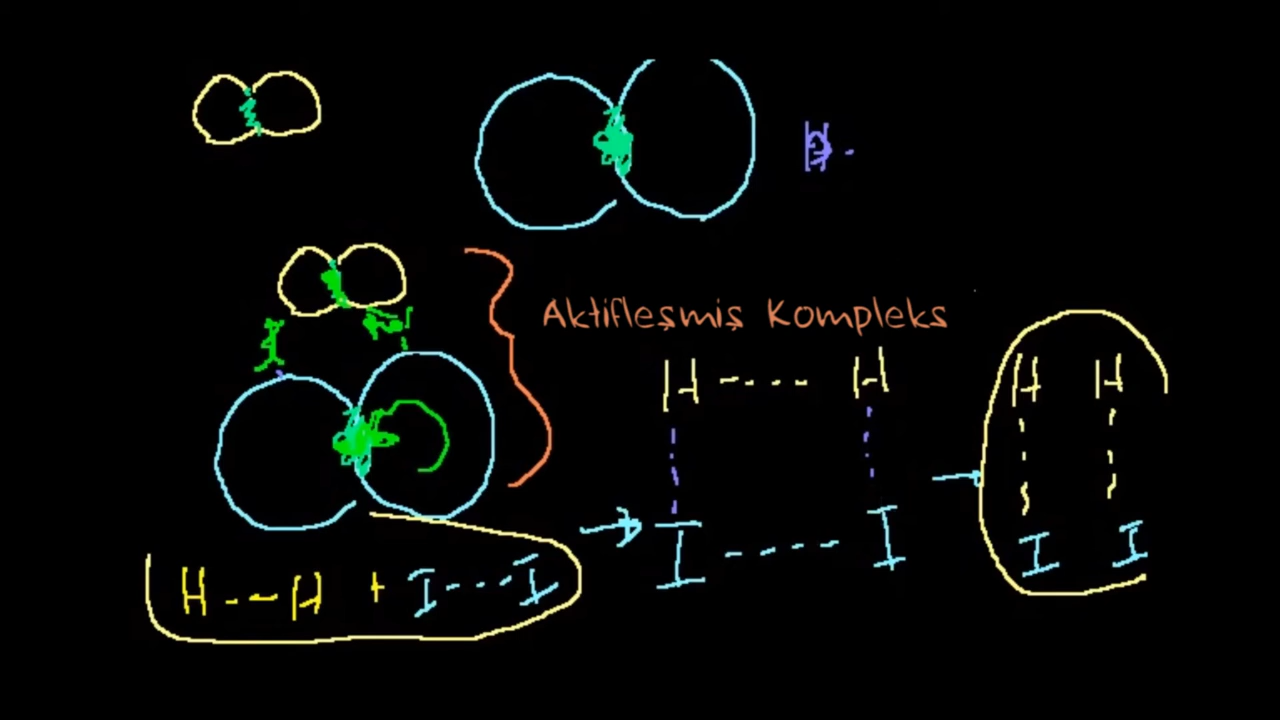 Aktifleşmiş Kompleks
H ---- H H H
I ---- I I I
H -- H + I --- I